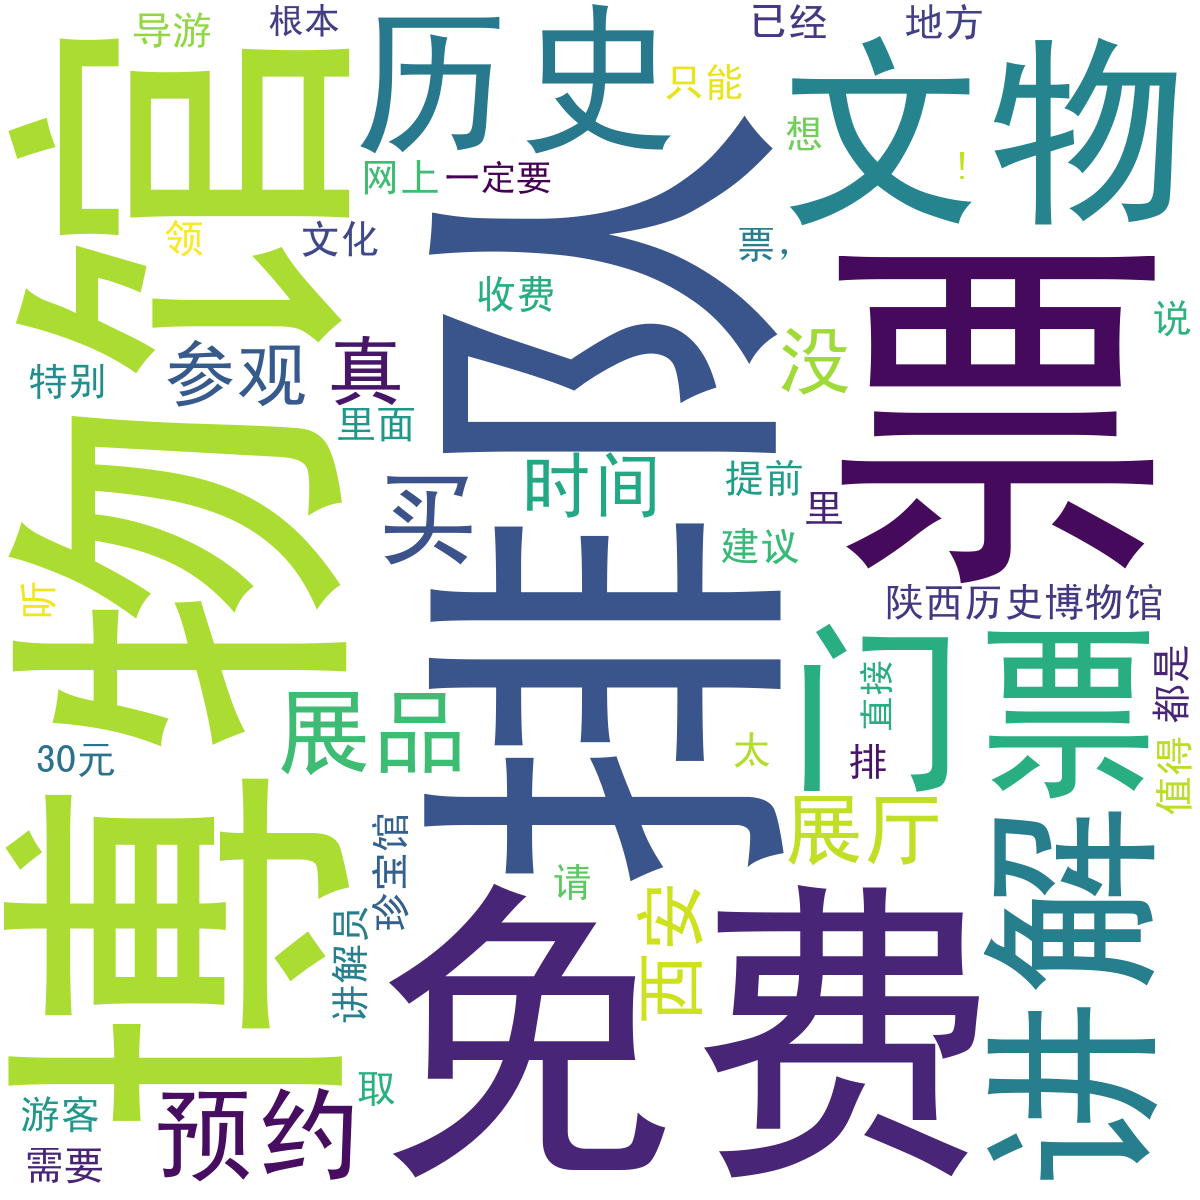 导游
根本
历史
已经
地方
文物
只能
想
！
网上
一定要
领
文化
票，
收费
票
说
博物馆
排队
特别
参观
真
里面
没
买
时间
提前
里
建议
听
陕西历史博物馆
门票
直接
都是
展品
30元
太
排
值得
展厅
讲解
珍宝馆
请
西安
讲解员
免费
取
预约
游客
需要